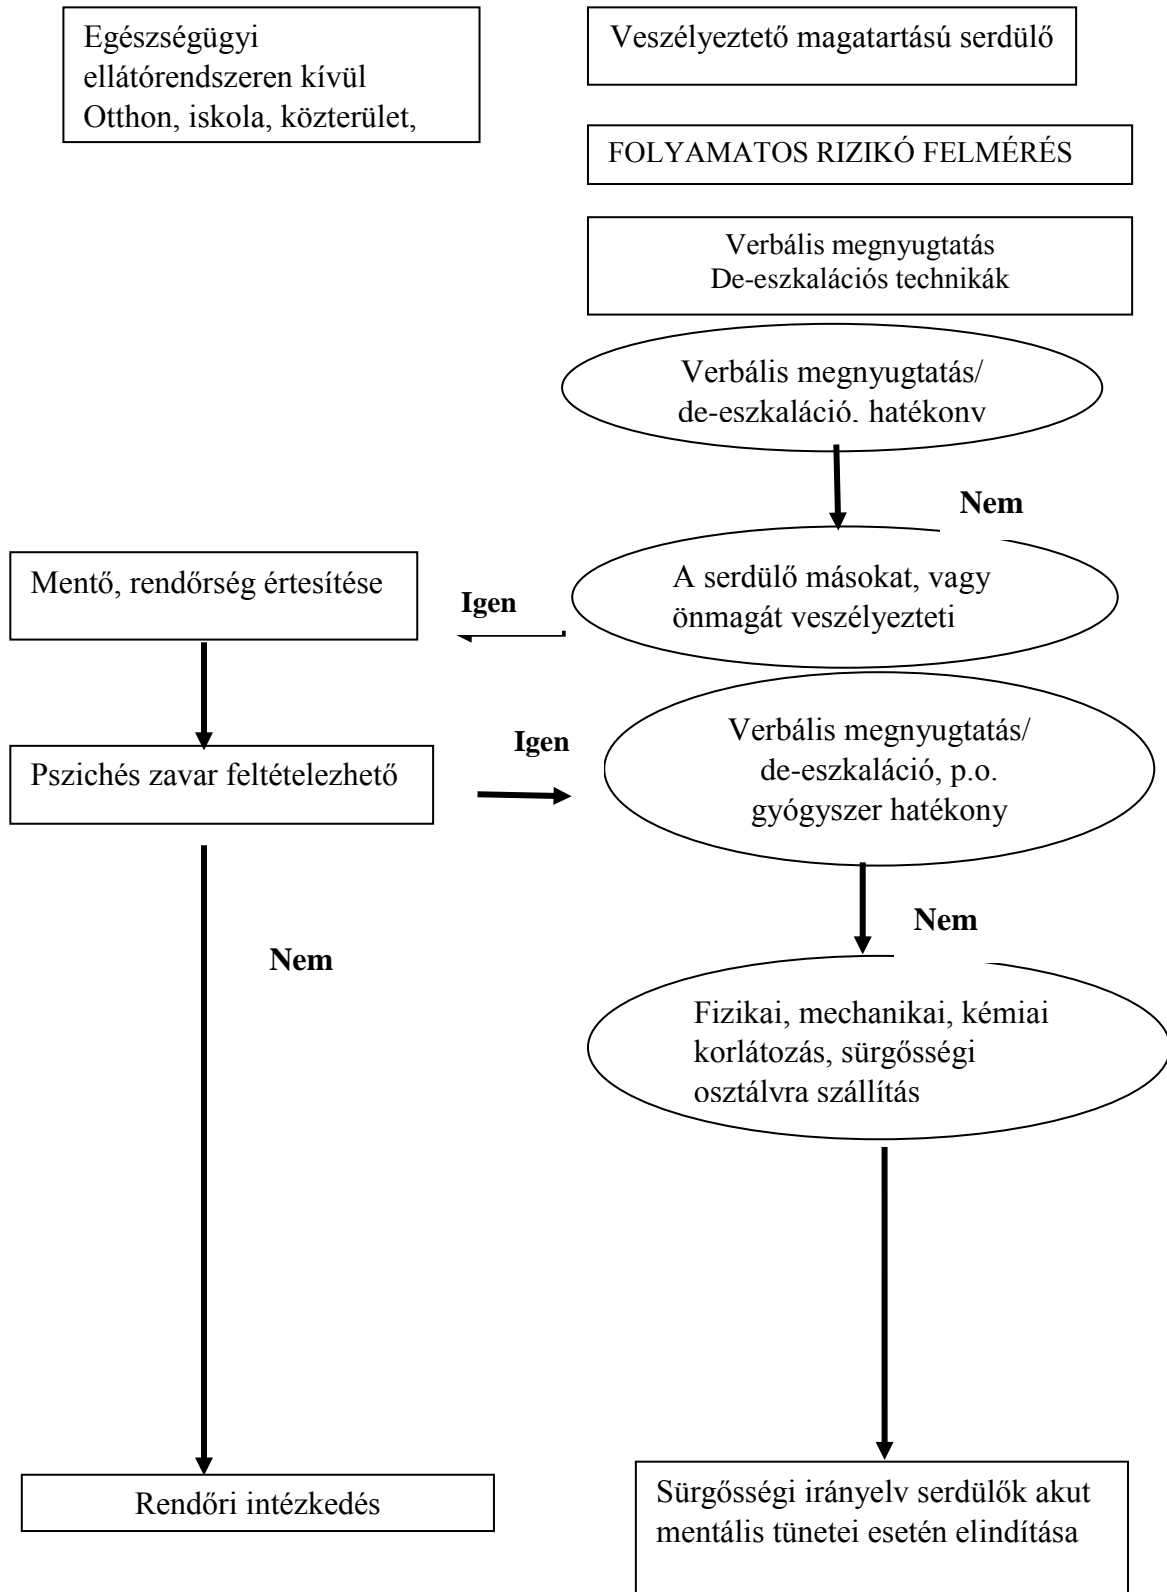 Egészségügyi
ellátórendszeren kívül
Otthon, iskola, közterület,
Veszélyeztető magatartású serdülő
FOLYAMATOS RIZIKÓ FELMÉRÉS
Verbális megnyugtatás
De-eszkalációs technikák
Verbális megnyugtatás/
de-eszkaláció, hatékony
Nem
Mentő, rendőrség értesítése
Igen
A serdülő másokat, vagy
önmagát veszélyezteti
Pszichés zavar feltételezhető
Igen
Verbális megnyugtatás/
de-eszkaláció, p.o.
gyógyszer hatékony
Nem
Nem
Fizikai, mechanikai, kémiai
korlátozás, sürgősségi
osztályra szállítás
Rendőri intézkedés
Sürgősségi irányelv serdülők akut
mentális tünetei esetén elindítása